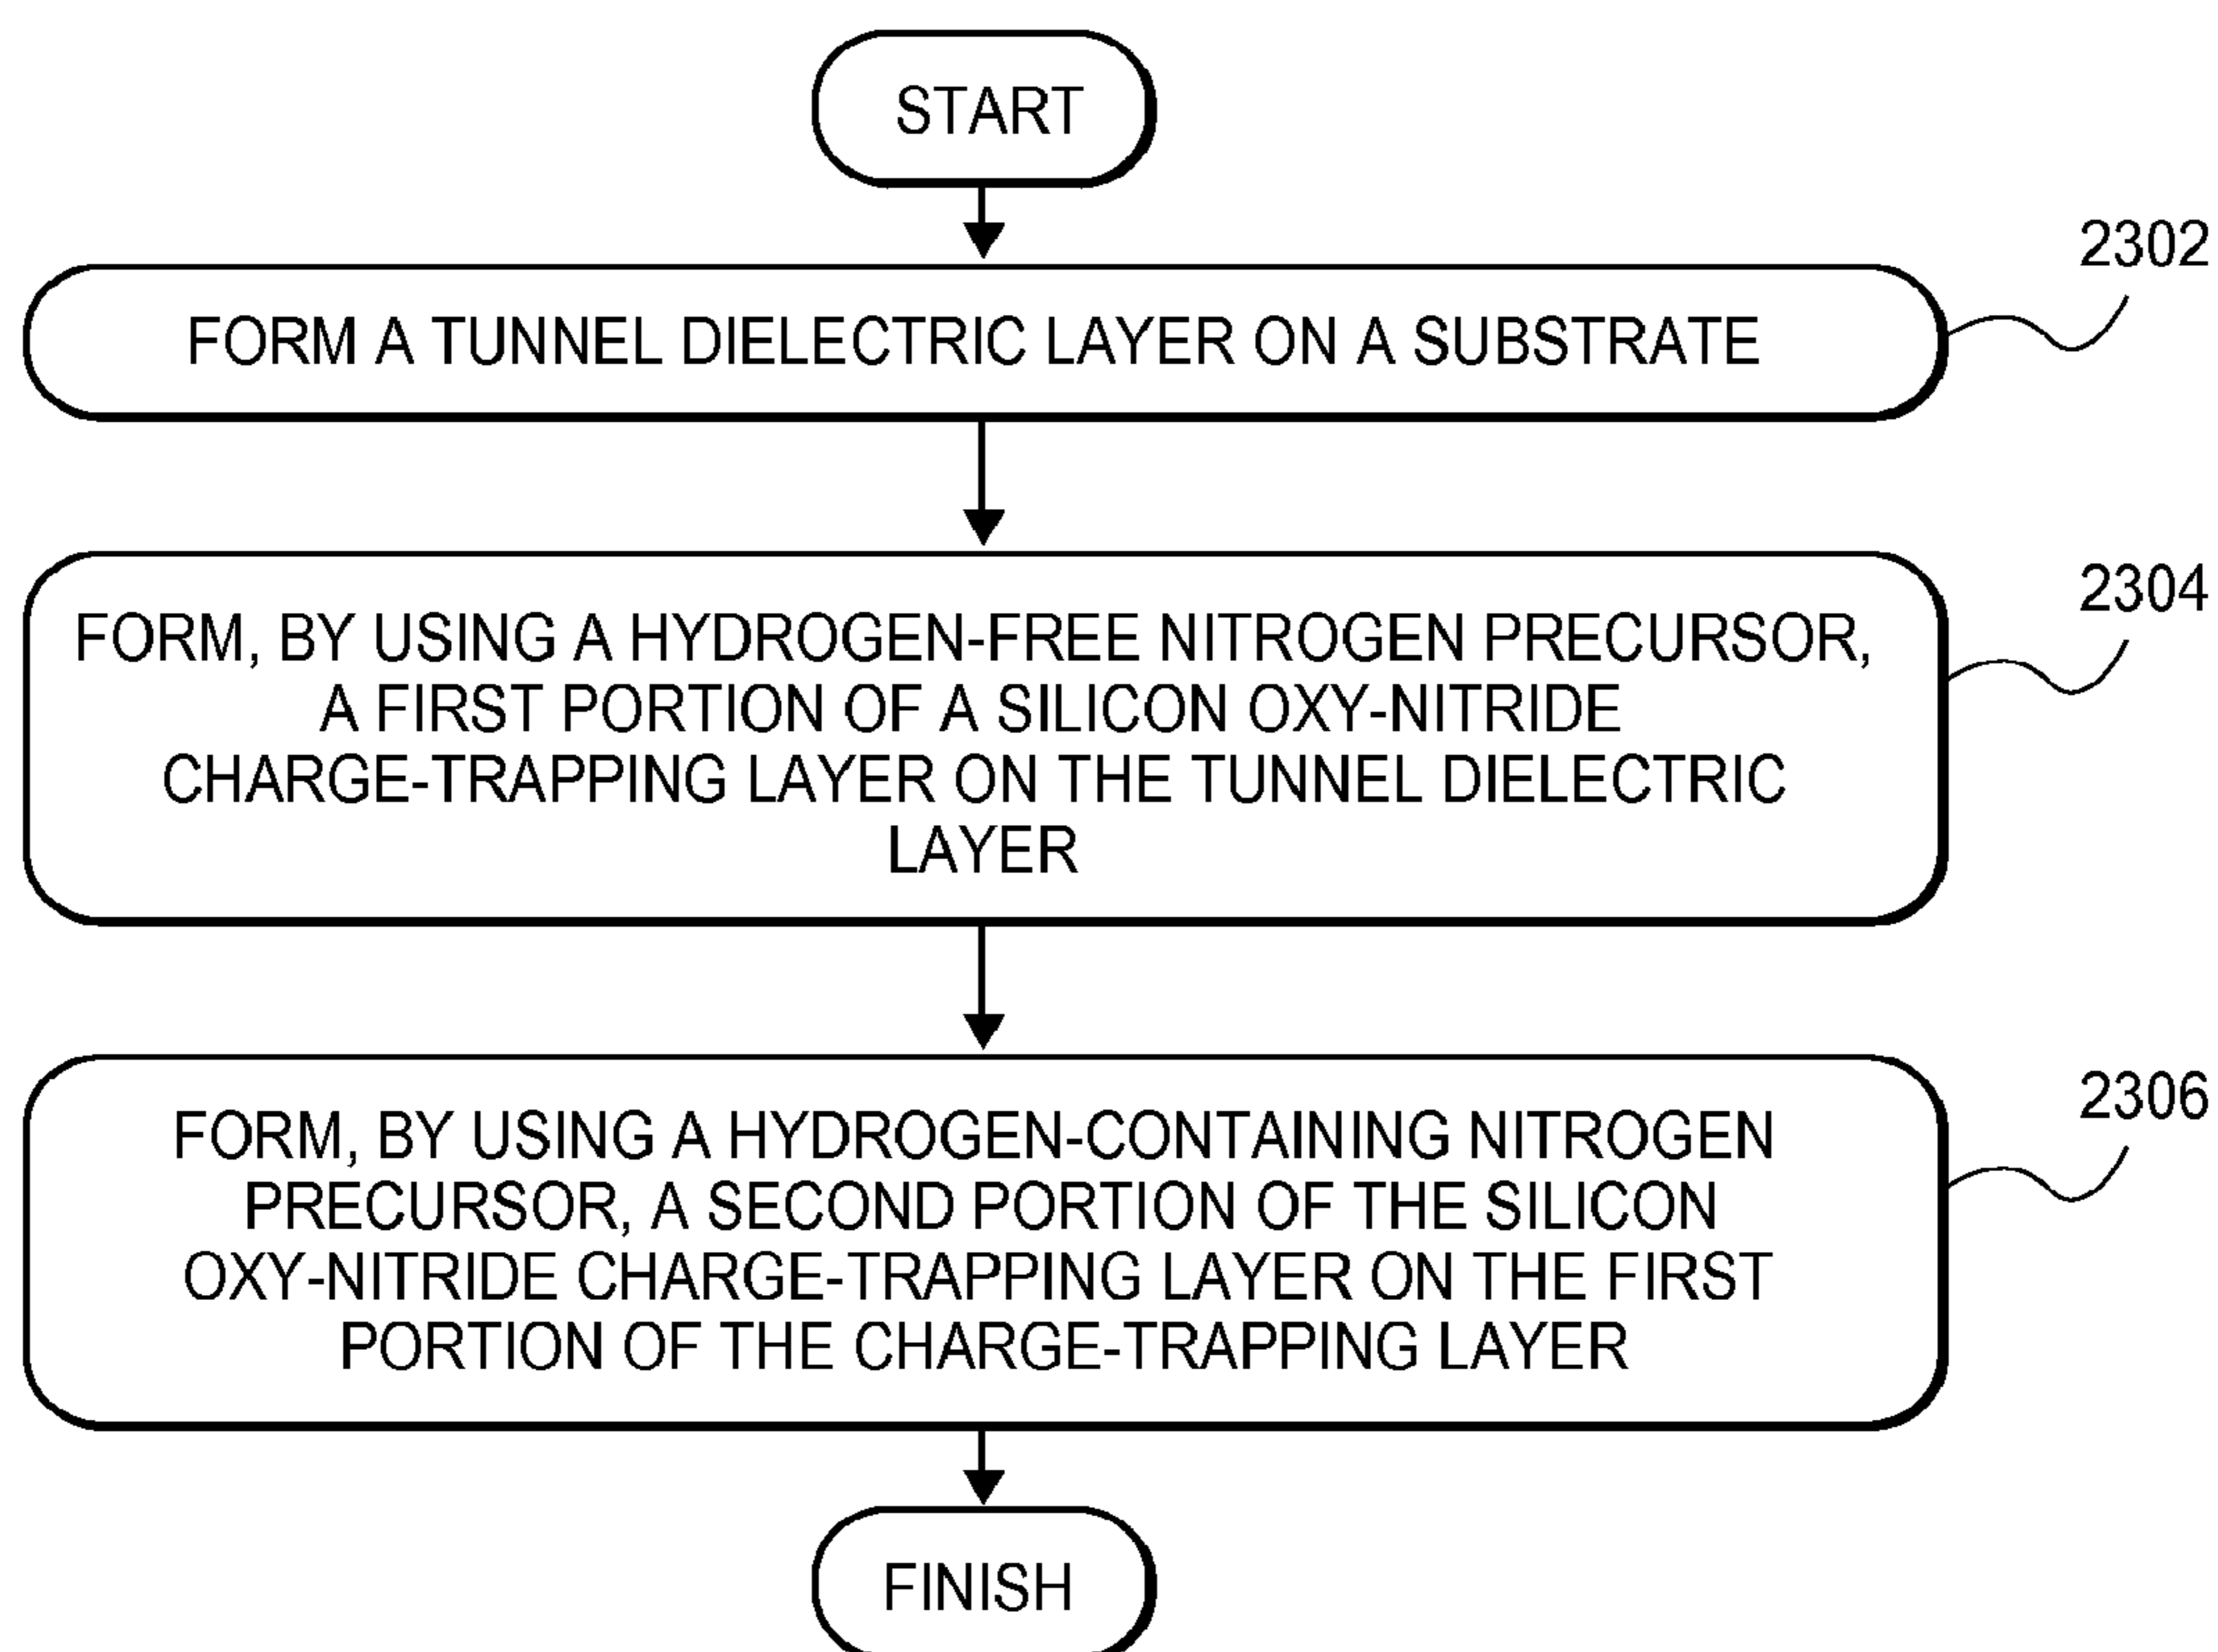 START
2302
FORM A TUNNEL DIELECTRIC LAYER ON A SUBSTRATE
2304
FORM, BY USING A HYDROGEN-FREE NITROGEN PRECURSOR,
A FIRST PORTION OF A SILICON OXY-NITRIDE
CHARGE-TRAPPING LAYER ON THE TUNNEL DIELECTRIC
LAYER
2306
FORM, BY USING A HYDROGEN-CONTAINING NITROGEN
PRECURSOR, A SECOND PORTION OF THE SILICON
OXY-NITRIDE CHARGE-TRAPPING LAYER ON THE FIRST
PORTION OF THE CHARGE-TRAPPING LAYER
FINISH